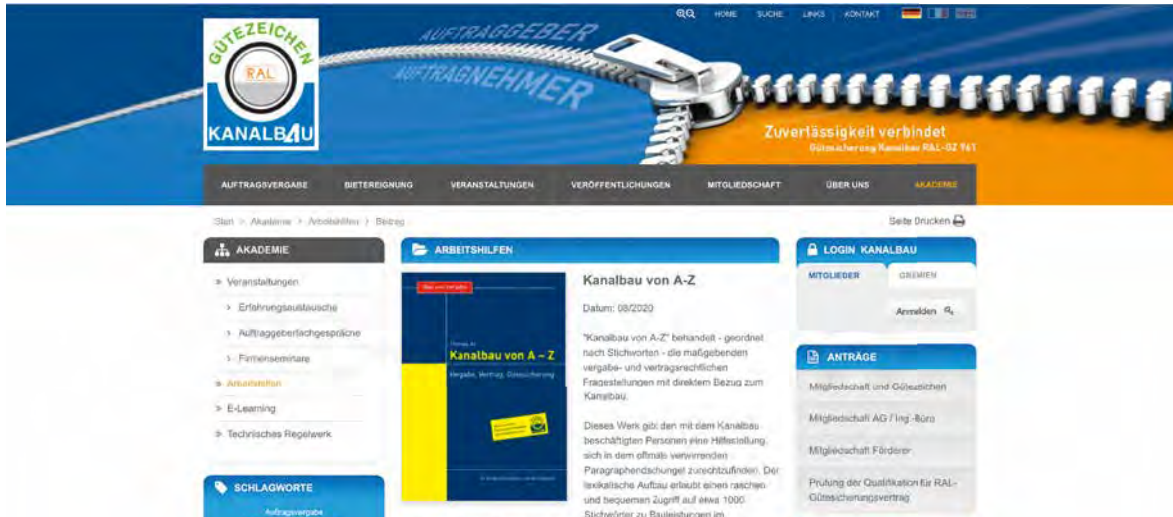 HOME SUCHE LINKS KONTAKT
GÜTEZEICHEN
RAL
KANALBAU
AUFTRAGGEBER
AUFTRAGNEHMER
Zuverlässigkeit verbindet
Gütesicherung Kanalbau RAL-GZ 961
AUFTRAGSVERGABE BIETEREIGNUNG VERANSTALTUNGEN VERÖFFENTLICHUNGEN MITGLIEDSCHAFT ÜBER UNS AKADEMIE
Start > Akademie > Arbeitshilfen > Beitrag
Seite Drucken
AKADEMIE
» Veranstaltungen
> Erfahrungsaustausche
> Auftraggeberfachgespräche
> Firmenseminare
» Arbeitshilfen
» E-Learning
» Technisches Regelwerk
SCHLAGWORTE
Auftragsvergabe
ARBEITSHILFEN
Kanalbau von A – Z
Vergabe, Vertrag, Gütesicherung
Kanalbau von A-Z
Datum: 08/2020
"Kanalbau von A-Z" behandelt - geordnet
nach Stichworten - die maßgebenden
vergabe- und vertragsrechtlichen
Fragestellungen mit direktem Bezug zum
Kanalbau.
Dieses Werk gibt den mit dem Kanalbau
beschäftigten Personen eine Hilfestellung,
sich in dem oftmals verwirrenden
Paragraphendschungel zurechtzufinden. Der
lexikalische Aufbau erlaubt einen raschen
und bequemen Zugriff auf etwa 1000
Stichwörter zu Bauleistungen im
LOGIN KANALBAU
MITGLIEDER GREMIEN
Anmelden
ANTRÄGE
Mitgliedschaft und Gütezeichen
Mitgliedschaft AG / Ing.-Büro
Mitgliedschaft Förderer
Prüfung der Qualifikation für RAL-
Gütesicherungsvertrag